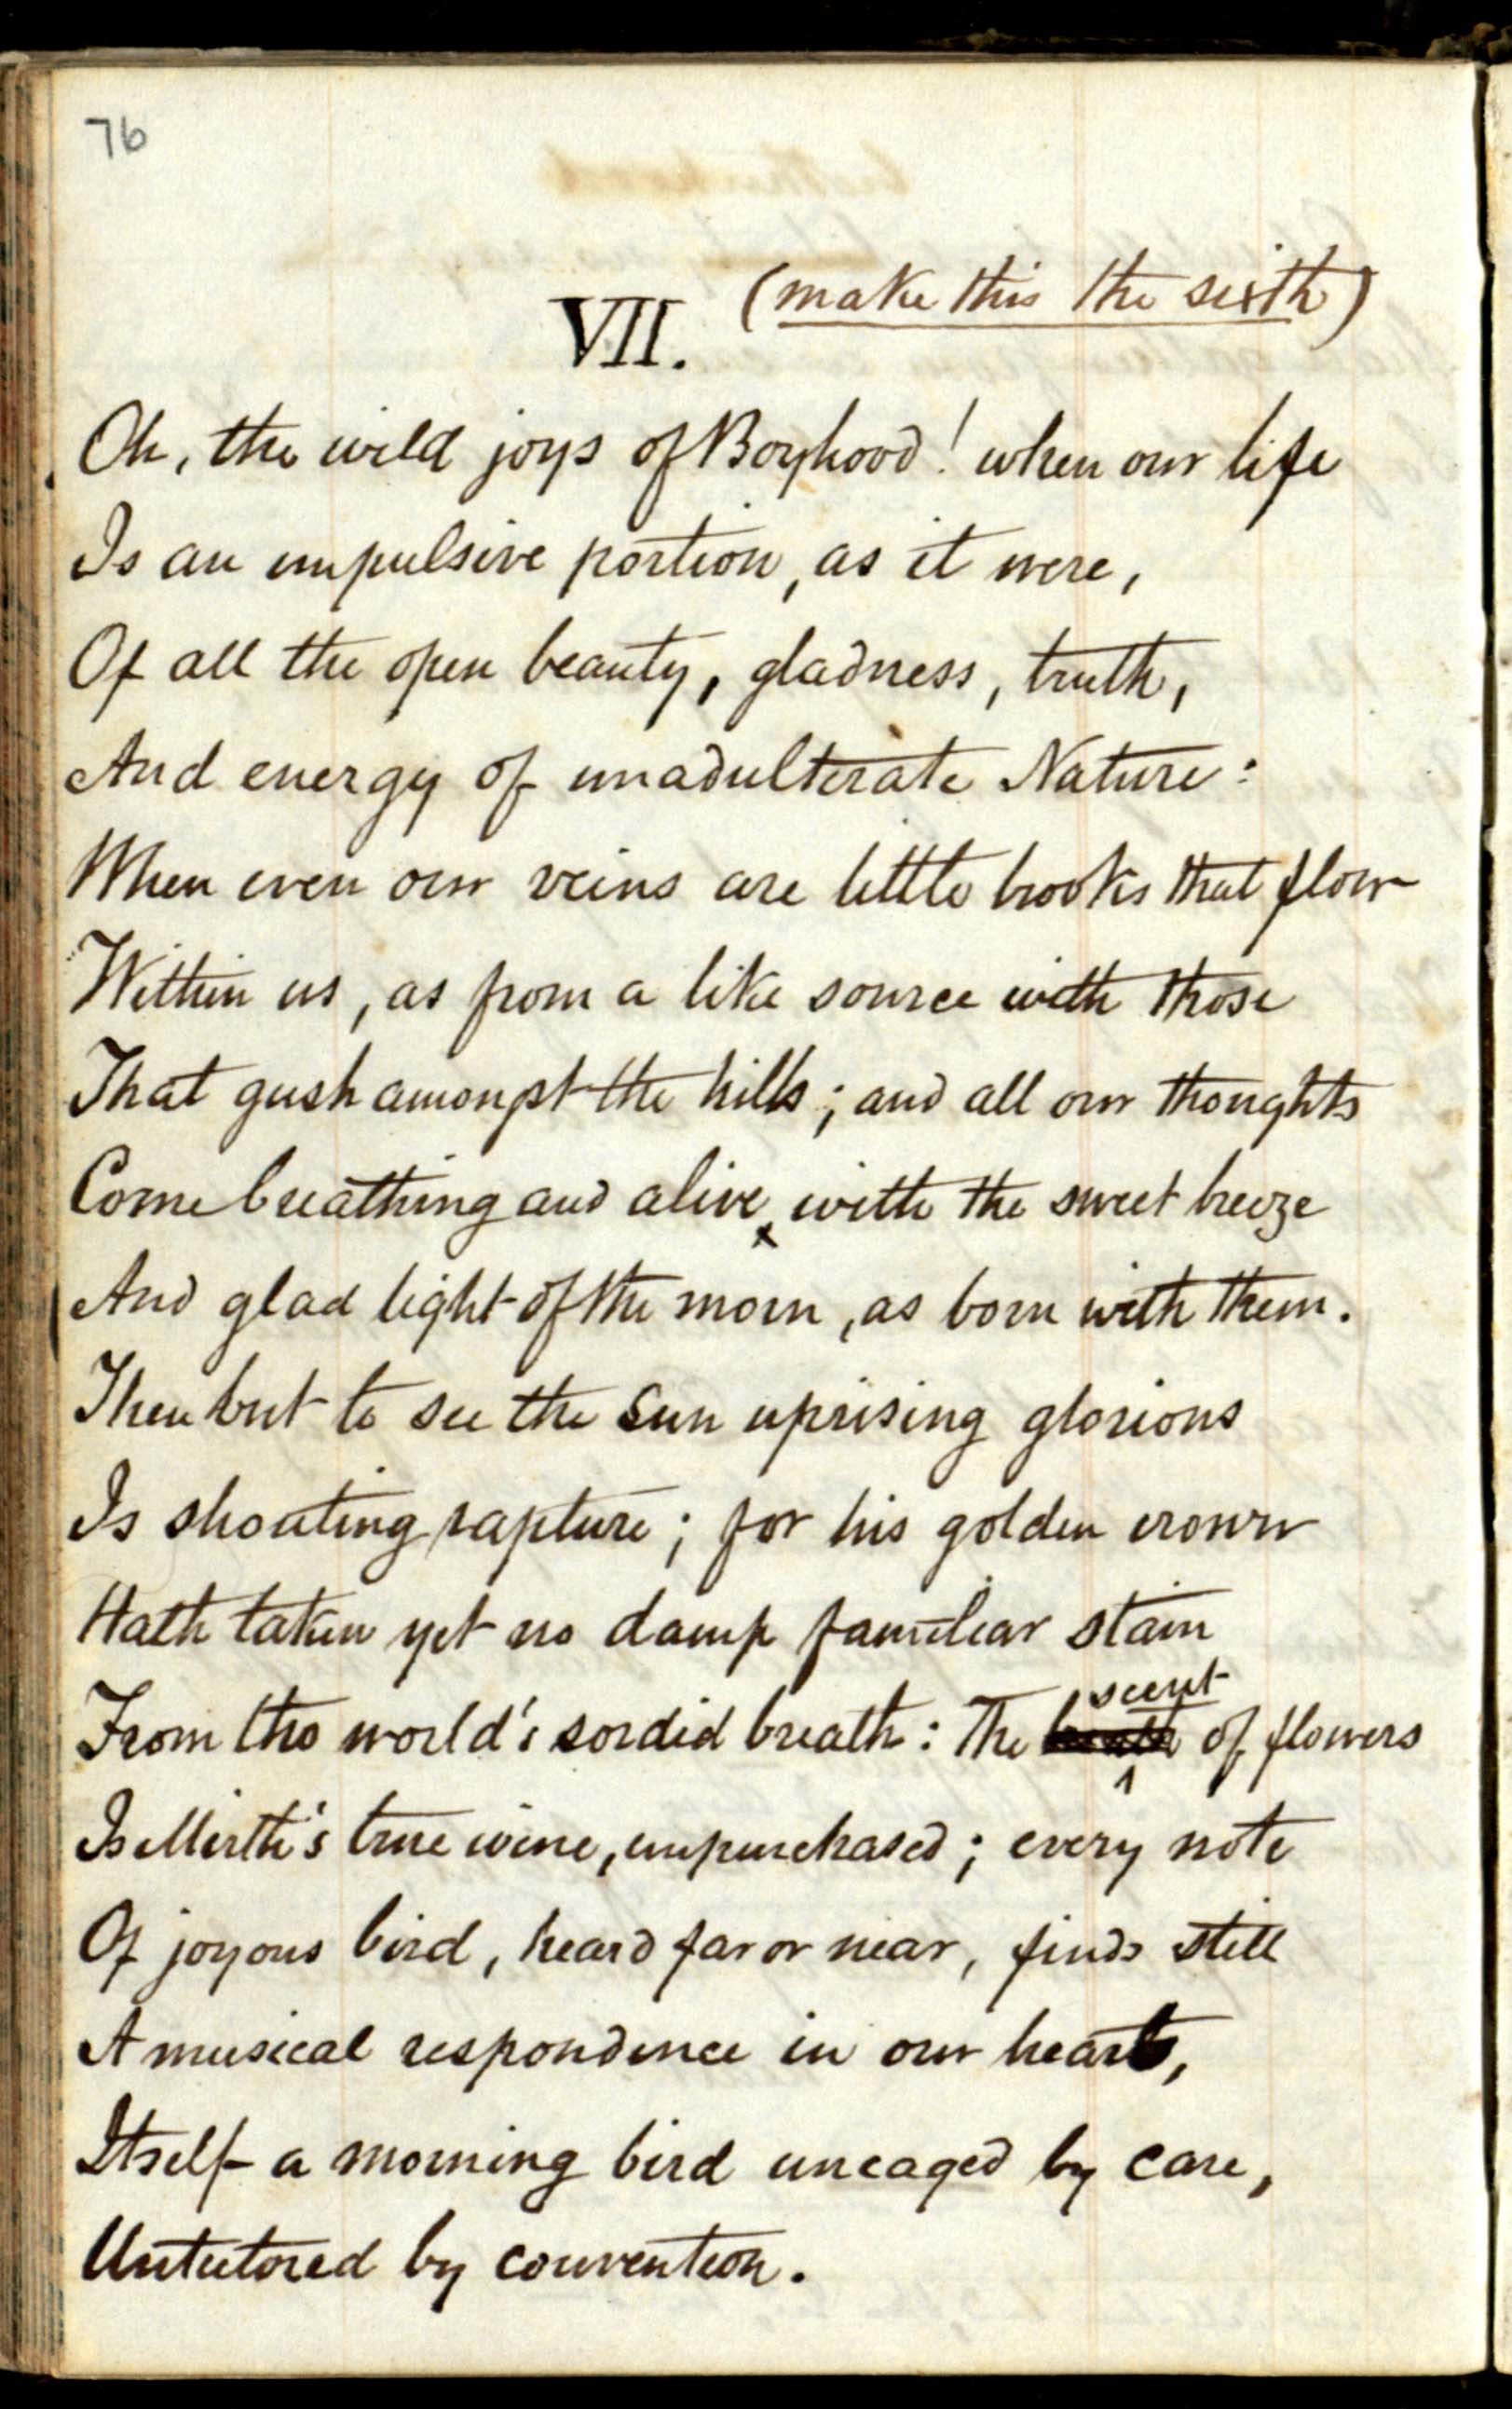 76
VII. (make this the sixth)
Oh, the wild joys of Boyhood! when our life
Is an impulsive portion, as it were,
Of all the open beauty, gladness, truth,
And energy of unadulterate Nature:
When even our veins are little brooks that flow
Within us, as from a like source with those
That gush amongst the hills; and all our thoughts
Come breathing and alive, with the sweet breeze
And glad light of the morn, as born with them.
Then but to see the Sun uprising glorious
Is shouting rapture; for his golden crown
Hath taken yet no damp familiar stain
scent
From the world's sordid breath: The breath of flowers
Is Mirth's true wine, unpurchased; every note
Of joyous bird, heard far or near, finds still
A musical respondence in our hearts,
Itself a morning bird uncaged by care,
Untutored by convention.